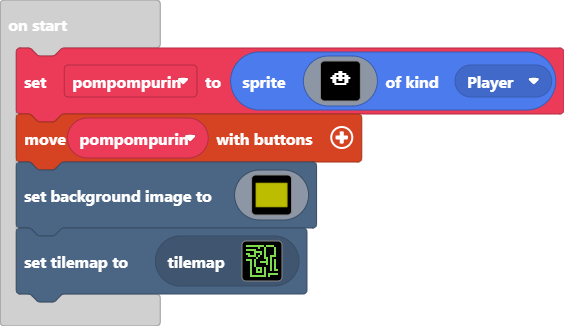 on start
set pompompurin to sprite of kind Player
move pompompurin with buttons
set background image to
set tilemap to tilemap